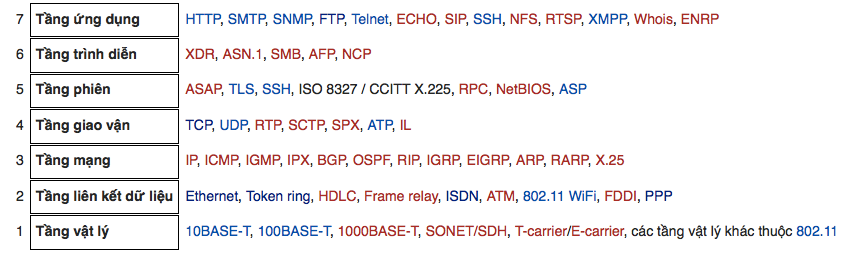 7 Tầng ứng dụng HTTP, SMTP, SNMP, FTP, Telnet, ECHO, SIP, SSH, NFS, RTSP, XMPP, Whois, ENRP
6 Tầng trình diễn XDR, ASN.1, SMB, AFP, NCP
5 Tầng phiên ASAP, TLS, SSH, ISO 8327 / CCITT X.225, RPC, NetBIOS, ASP
4 Tầng giao vận TCP, UDP, RTP, SCTP, SPX, ATP, IL
3 Tầng mạng IP, ICMP, IGMP, IPX, BGP, OSPF, RIP, IGRP, EIGRP, ARP, RARP, X.25
2 Tầng liên kết dữ liệu Ethernet, Token ring, HDLC, Frame relay, ISDN, ATM, 802.11 WiFi, FDDI, PPP
1 Tầng vật lý 10BASE-T, 100BASE-T, 1000BASE-T, SONET/SDH, T-carrier/E-carrier, các tầng vật lý khác thuộc 802.11